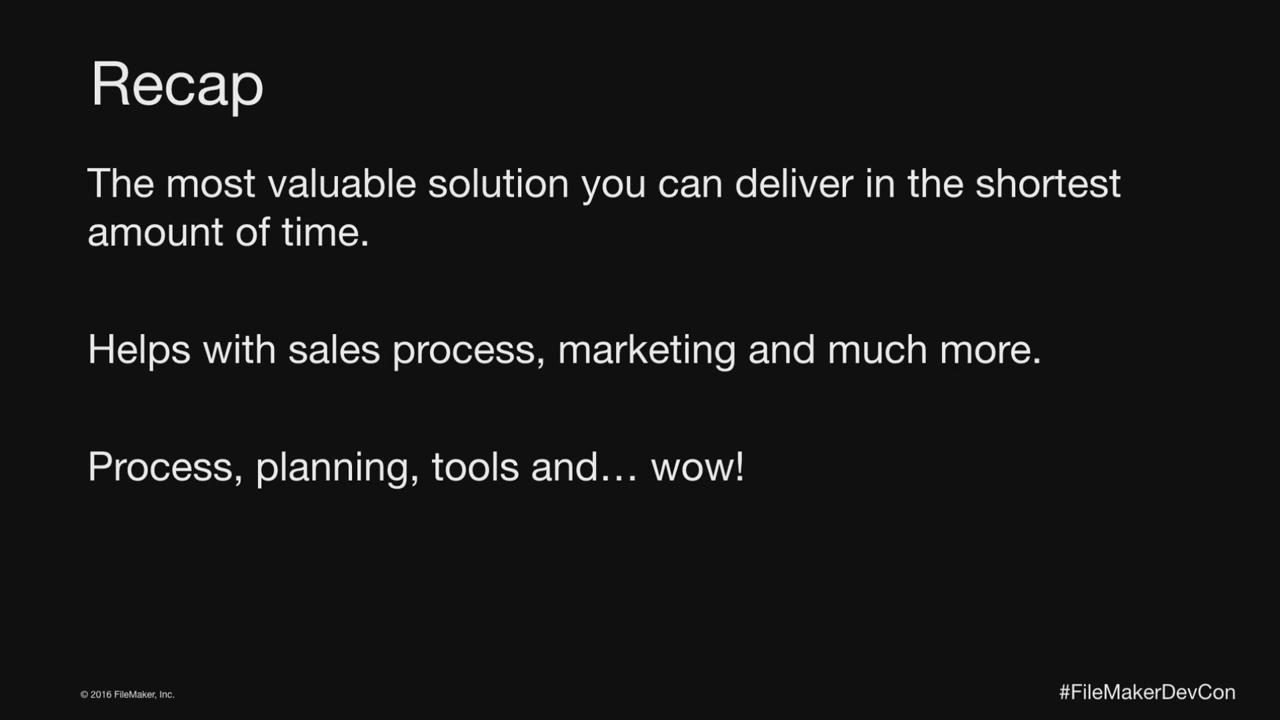 Recap
The most valuable solution you can deliver in the shortest
amount of time.
Helps with sales process, marketing and much more.
Process, planning, tools and… wow!
© 2016 FileMaker, Inc.
#FileMakerDevCon